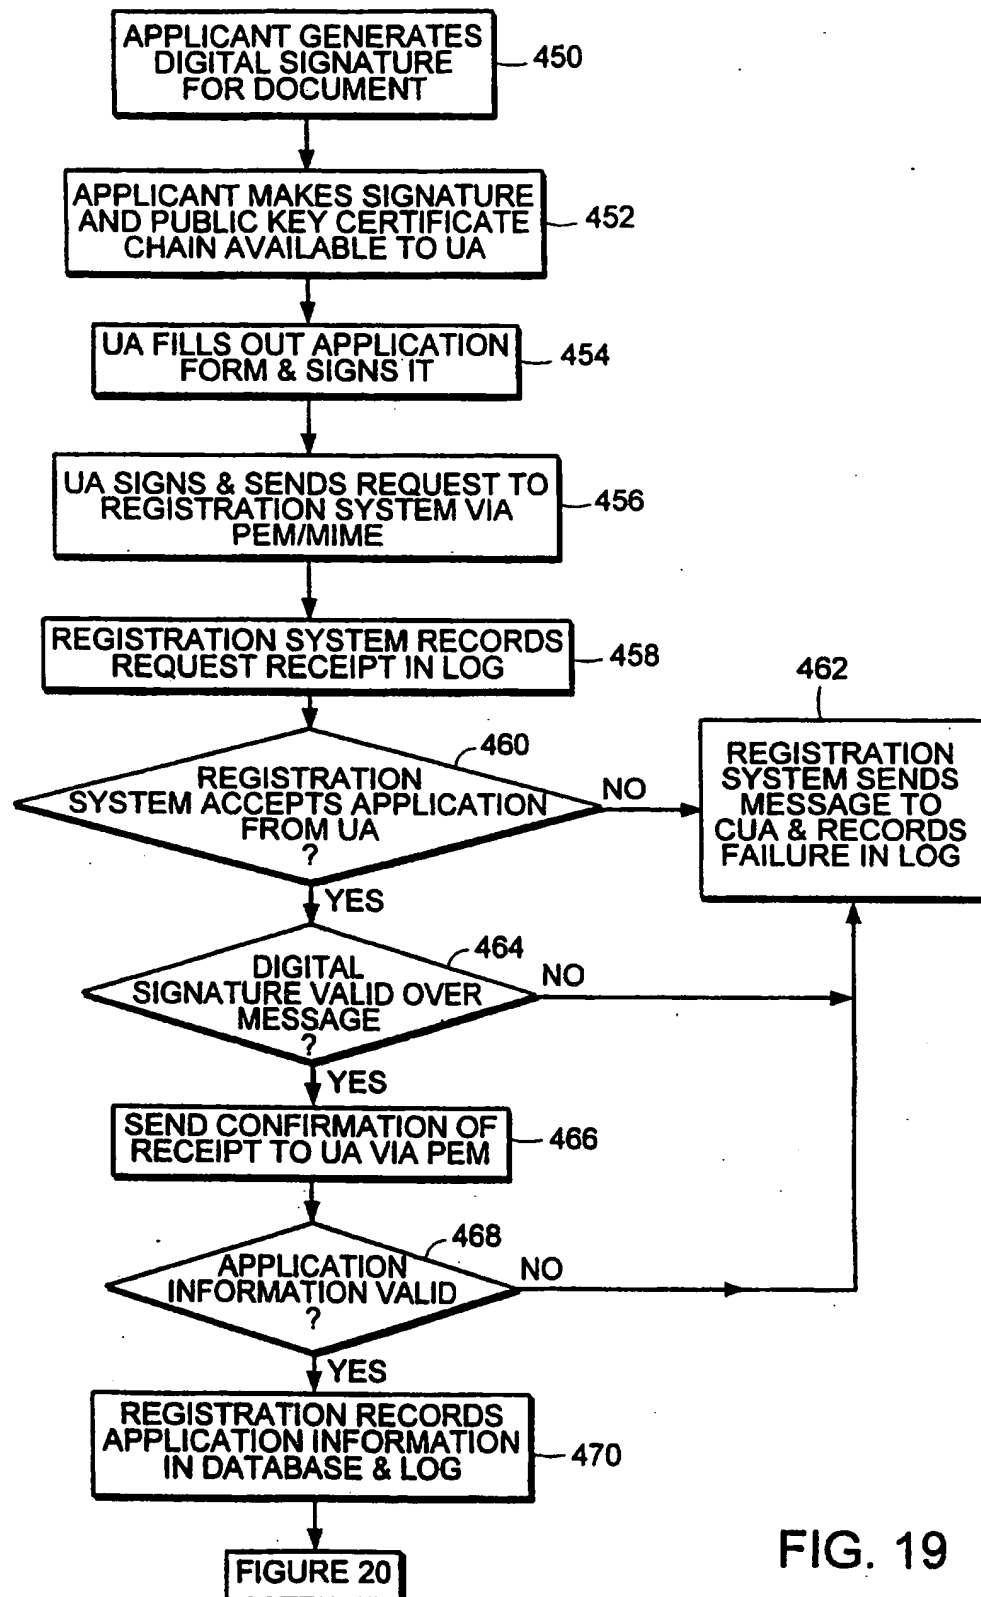 APPLICANT GENERATES
DIGITAL SIGNATURE
FOR DOCUMENT
450
APPLICANT MAKES SIGNATURE
AND PUBLIC KEY CERTIFICATE
CHAIN AVAILABLE TO UA
452
UA FILLS OUT APPLICATION
FORM & SIGNS IT
454
UA SIGNS & SENDS REQUEST TO
REGISTRATION SYSTEM VIA
PEM/MIME
456
REGISTRATION SYSTEM RECORDS
REQUEST RECEIPT IN LOG
458
460
REGISTRATION
SYSTEM ACCEPTS APPLICATION
FROM UA
?
NO
462
REGISTRATION
SYSTEM SENDS
MESSAGE TO
CUA & RECORDS
FAILURE IN LOG
YES
464
DIGITAL
SIGNATURE VALID OVER
MESSAGE
?
NO
YES
SEND CONFIRMATION OF
RECEIPT TO UA VIA PEM
466
468
APPLICATION
INFORMATION VALID
?
NO
YES
REGISTRATION RECORDS
APPLICATION INFORMATION
IN DATABASE & LOG
470
FIGURE 20
FIG. 19